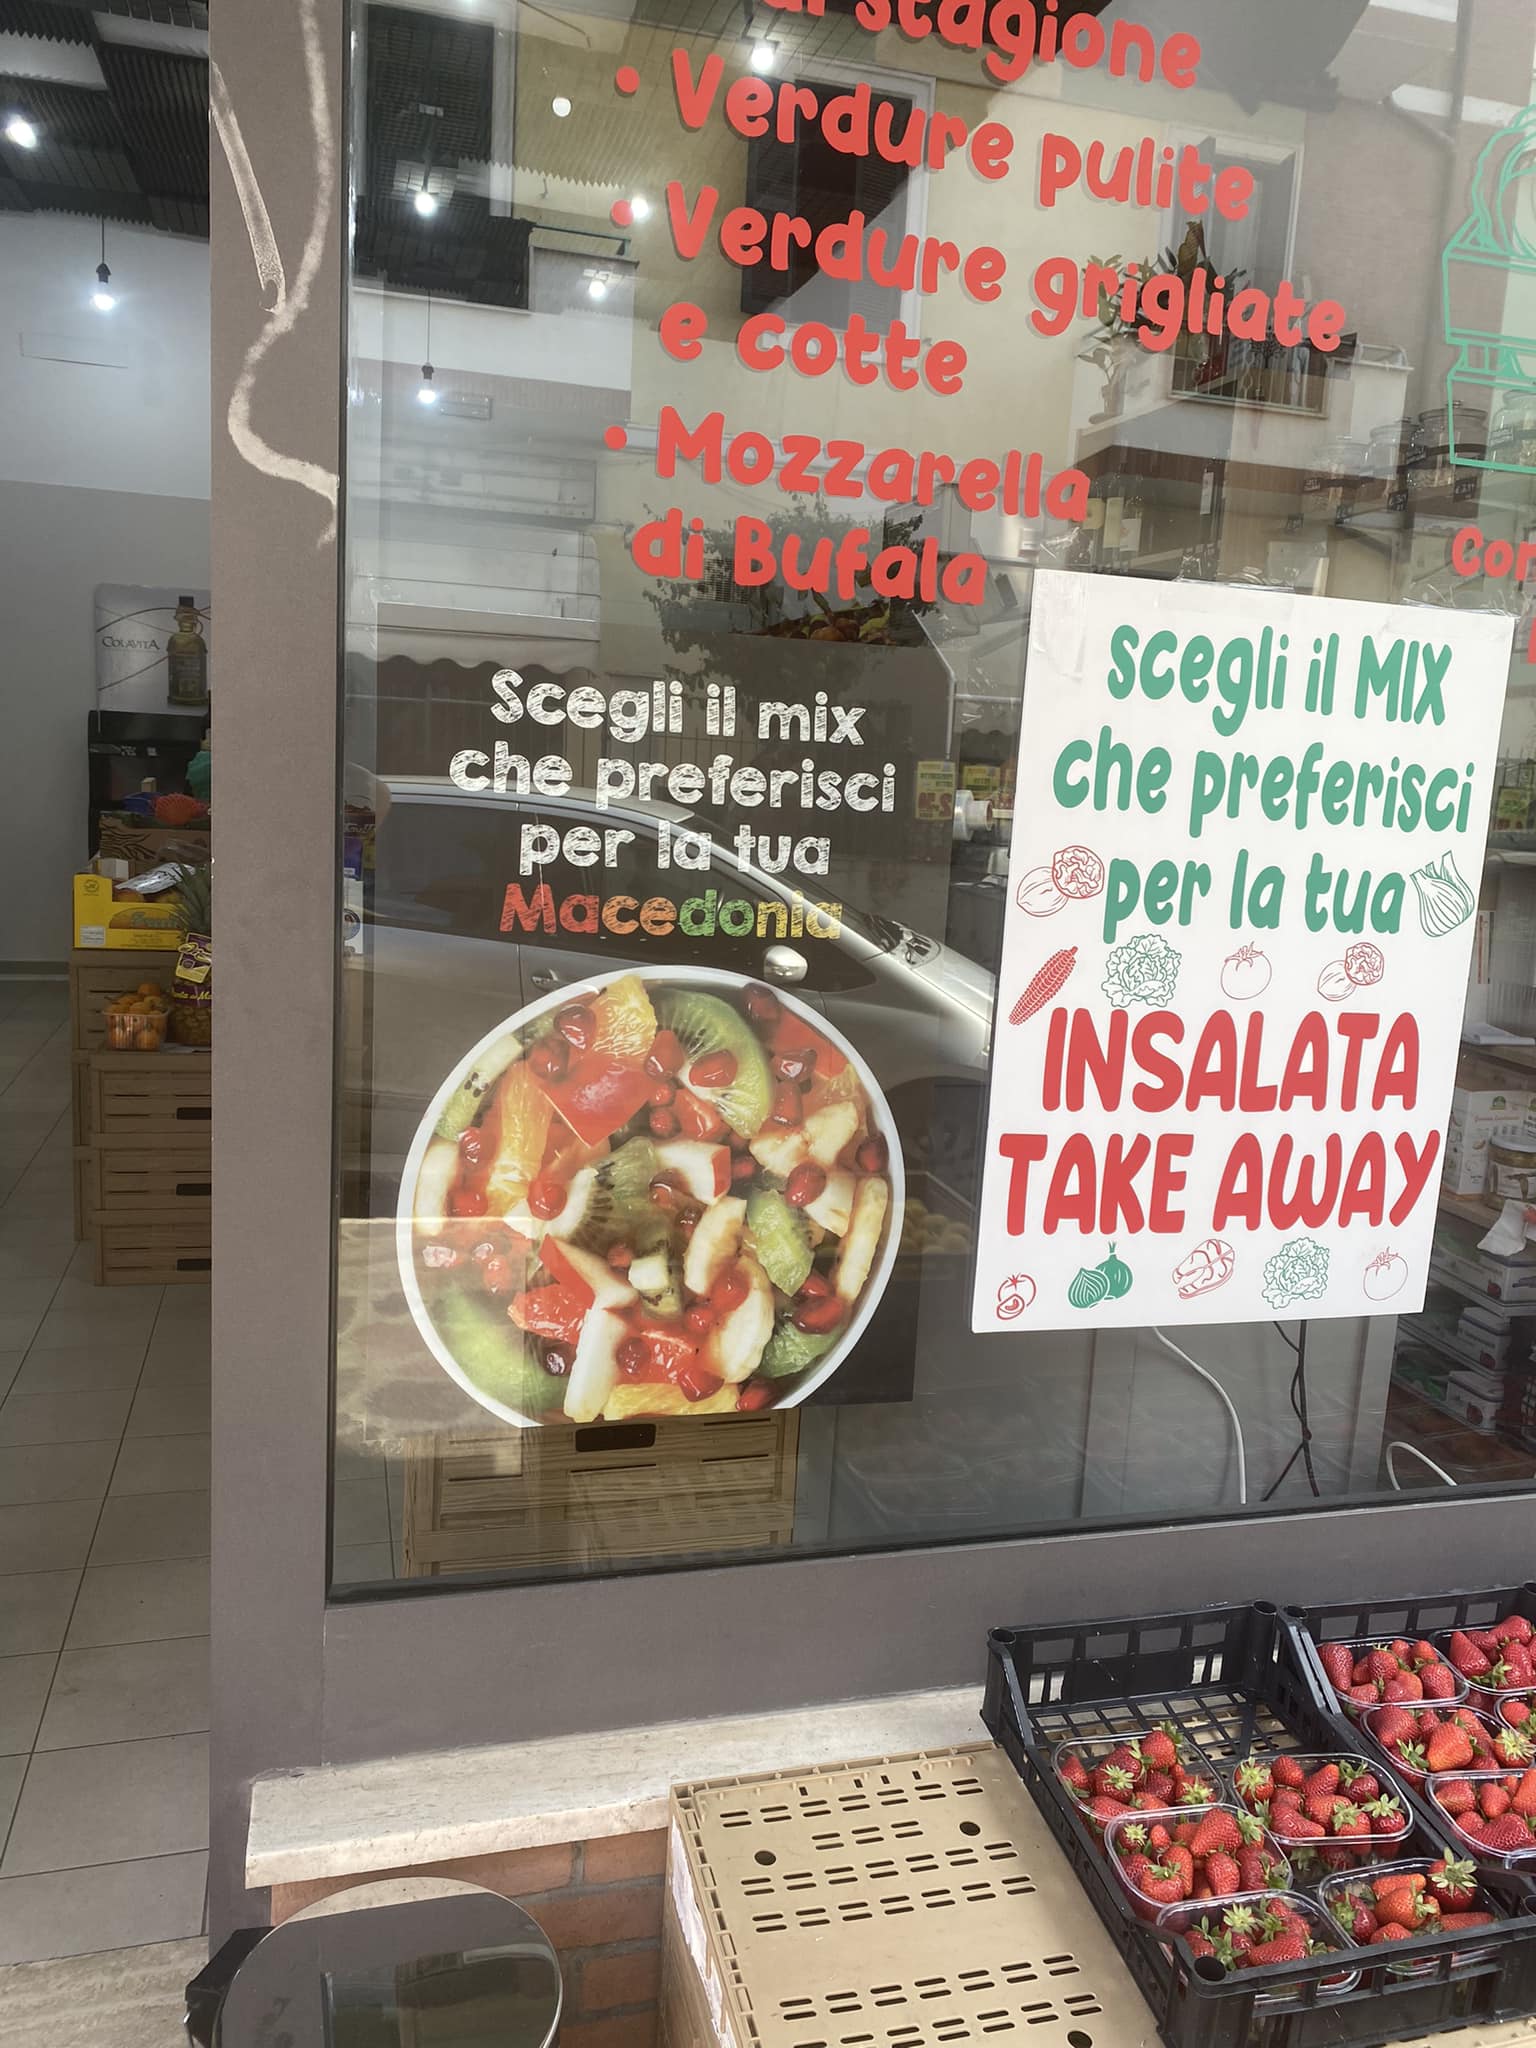 stagione
• Verdure pulite
• Verdure grigliate
e cotte
• Mozzarella
di Bufala
COLAVITA
Scegli il mix
che preferisci
per la tua
Macedonia
scegli il MIX
che preferisci
per la tua
INSALATA
TAKE AWAY